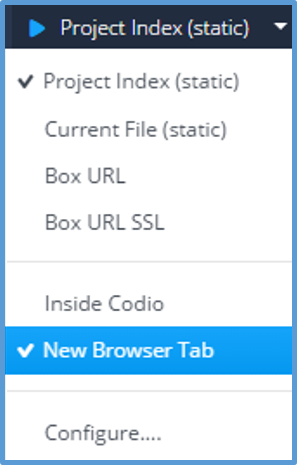 Project Index (static)
Project Index (static)
Current File (static)
Box URL
Box URL SSL
Inside Codio
New Browser Tab
Configure....